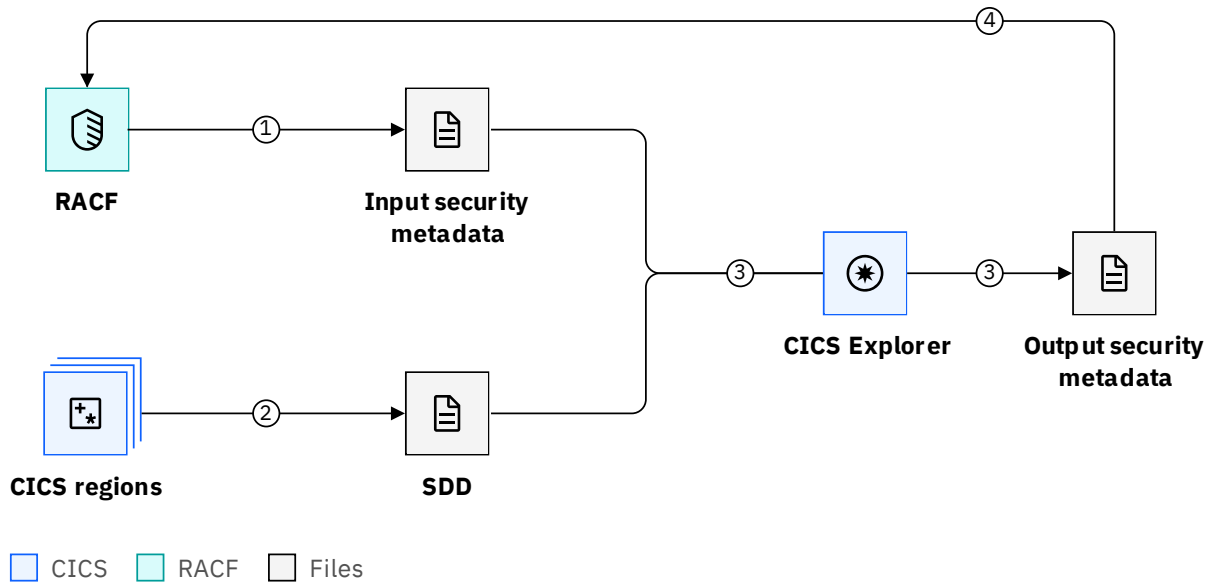 4
1
RACF
Input security
metadata
3
3
CICS Explorer
Output security
metadata
2
CICS regions
SDD
CICS
RACF
Files